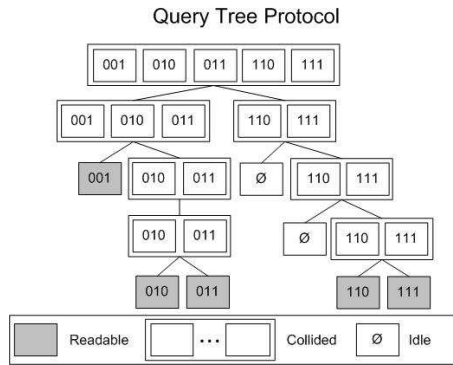 Query Tree Protocol
001 010 011 110 111
001 010 011 110 111
001 010 011 Ø 110 111
010 011 Ø 110 111
010 011 110 111
Readable ... Collided Ø Idle